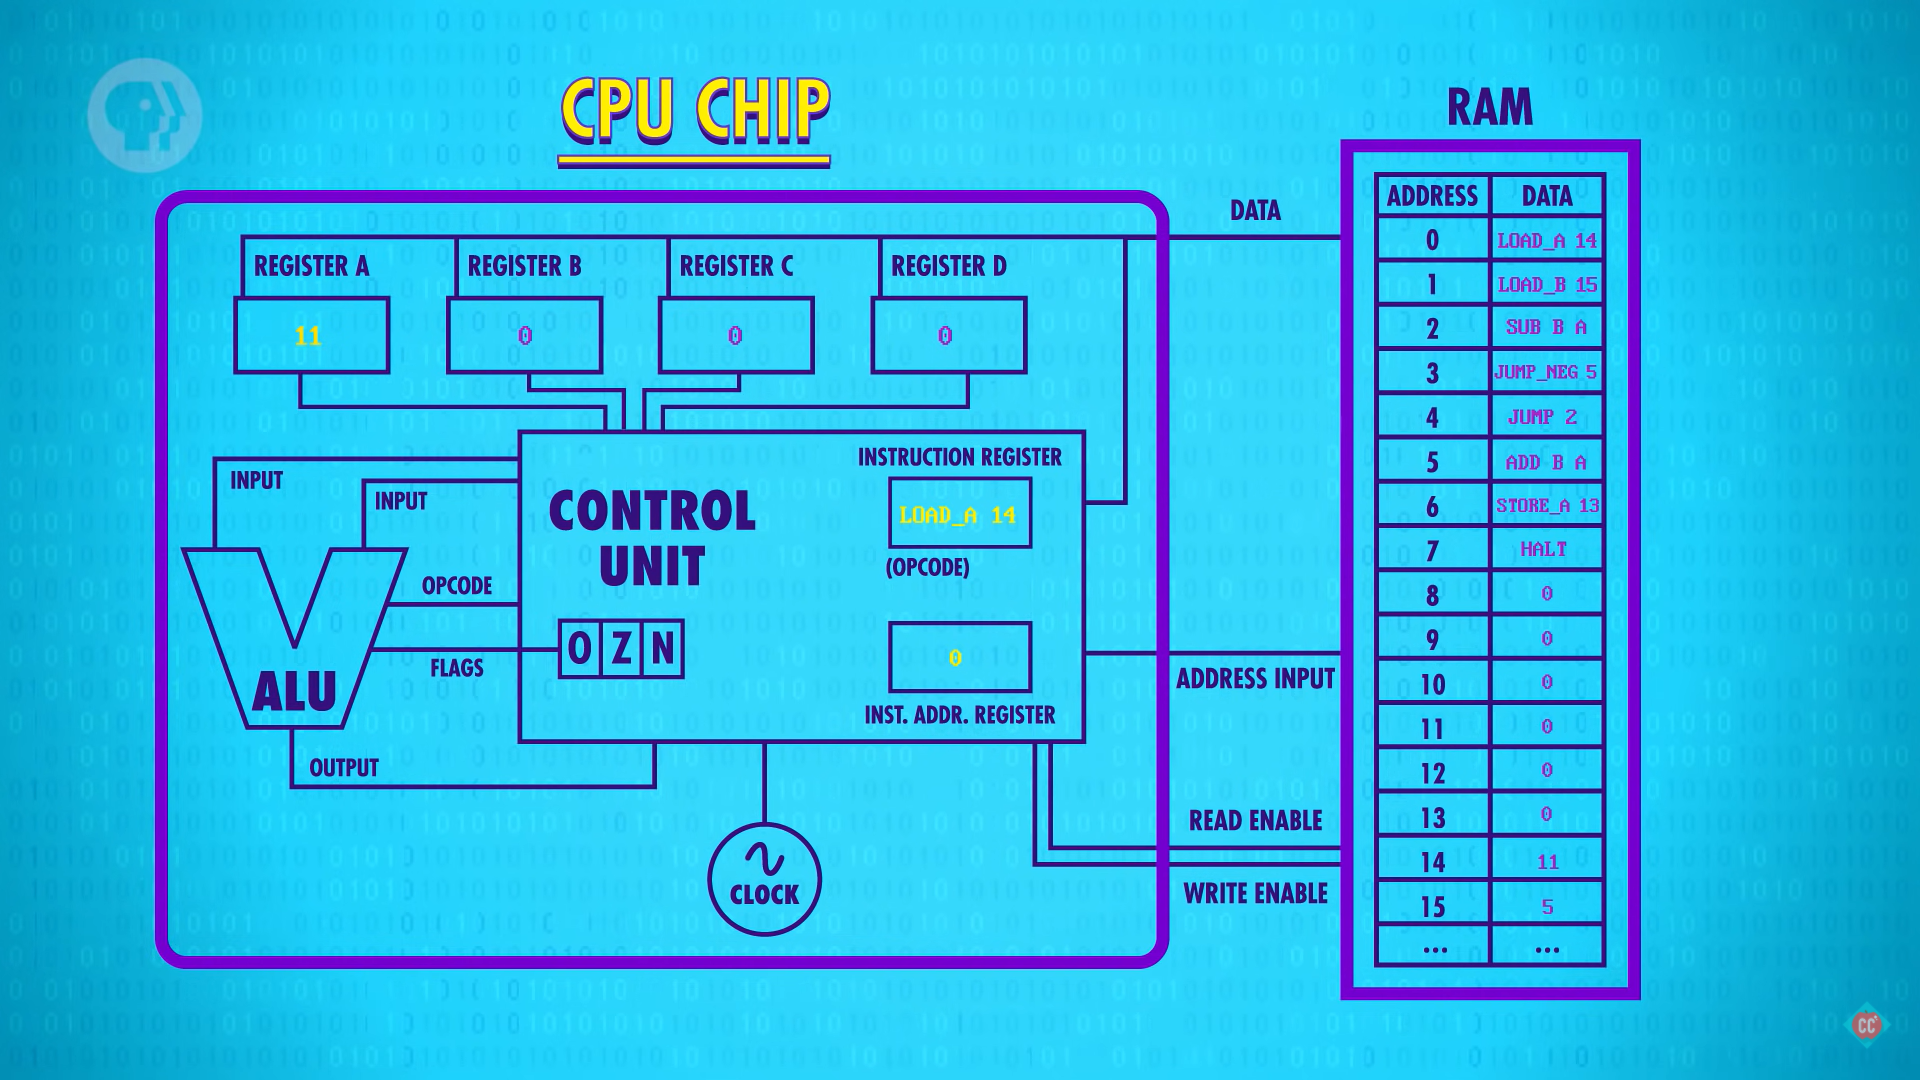 CPU CHIP
RAM
DATA
REGISTER A
REGISTER B
REGISTER C
REGISTER D
11
0
0
0
INPUT
INPUT
CONTROL
UNIT
INSTRUCTION REGISTER
LOAD_A 14
(OPCODE)
OPCODE
FLAGS
O Z N
0
INST. ADDR. REGISTER
ALU
OUTPUT
CLOCK
ADDRESS INPUT
READ ENABLE
WRITE ENABLE
ADDRESS DATA
0 LOAD_A 14
1 LOAD_B 15
2 SUB B A
3 JUMP_NEG 5
4 JUMP 2
5 ADD B A
6 STORE_A 13
7 HALT
8 0
9 0
10 0
11 0
12 0
13 0
14 11
15 5
... ...
CC